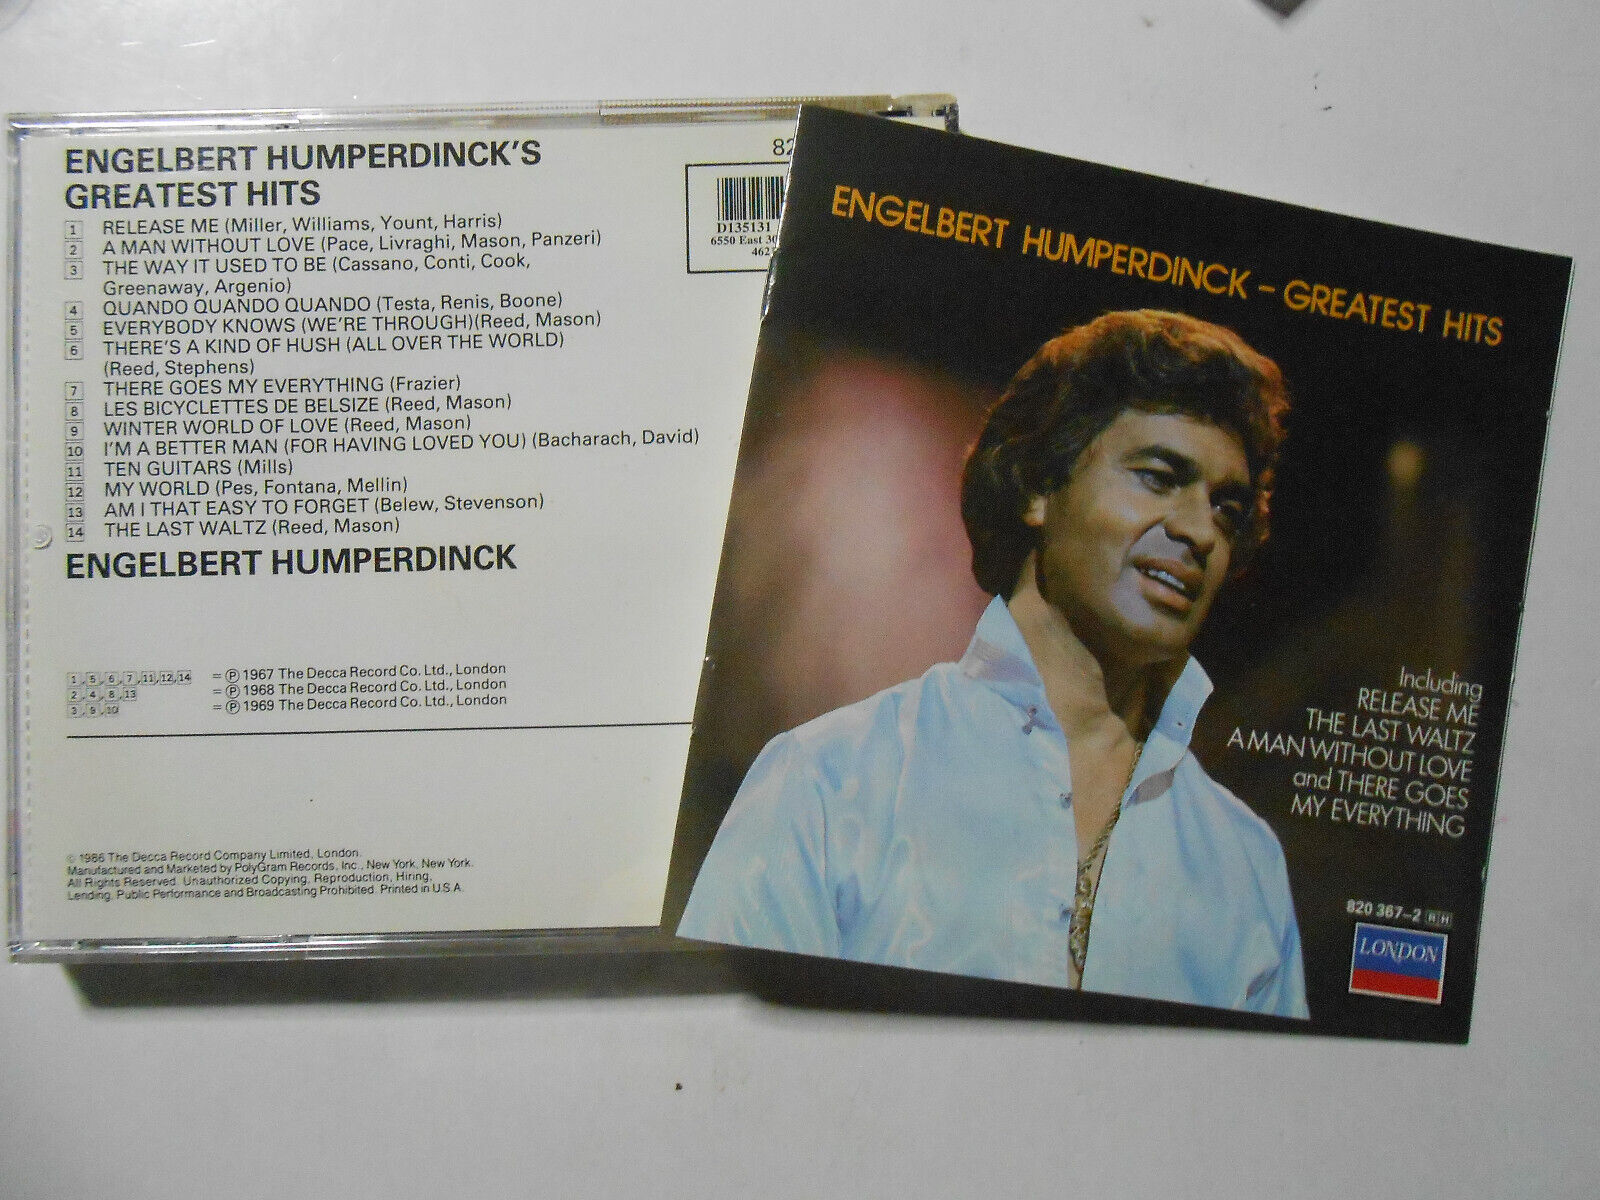 ENGELBERT HUMPERDINCK'S
GREATEST HITS
1 RELEASE ME (Miller, Williams, Yount, Harris)
2 A MAN WITHOUT LOVE (Pace, Livraghi, Mason, Panzeri)
3 THE WAY IT USED TO BE (Cassano, Conti, Cook,
Greenaway, Argenio)
4 QUANDO QUANDO QUANDO (Testa, Renis, Boone)
5 EVERYBODY KNOWS (WE'RE THROUGH)(Reed, Mason)
6 THERE'S A KIND OF HUSH (ALL OVER THE WORLD)
(Reed, Stephens)
7 THERE GOES MY EVERYTHING (Frazier)
8 LES BICYCLETTES DE BELSIZE (Reed, Mason)
9 WINTER WORLD OF LOVE (Reed, Mason)
10 I'M A BETTER MAN (FOR HAVING LOVED YOU) (Bacharach, David)
11 TEN GUITARS (Mills)
12 MY WORLD (Pes, Fontana, Mellin)
13 AM I THAT EASY TO FORGET (Belew, Stevenson)
14 THE LAST WALTZ (Reed, Mason)
ENGELBERT HUMPERDINCK
1,5,6,7,11,12,14 = ℗ 1967 The Decca Record Co. Ltd., London
2,4,8,13 = ℗ 1968 The Decca Record Co. Ltd., London
3,9,10 = ℗ 1969 The Decca Record Co. Ltd., London
© 1986 The Decca Record Company Limited, London.
Manufactured and Marketed by PolyGram Records, Inc., New York, New York.
All Rights Reserved. Unauthorized Copying, Reproduction, Hiring,
Lending, Public Performance and Broadcasting Prohibited. Printed in U.S.A.
82
D135131
6550 East 30
462
ENGELBERT HUMPERDINCK – GREATEST HITS
Including
RELEASE ME
THE LAST WALTZ
A MAN WITHOUT LOVE
and THERE GOES
MY EVERYTHING
820 367-2 RH
LONDON